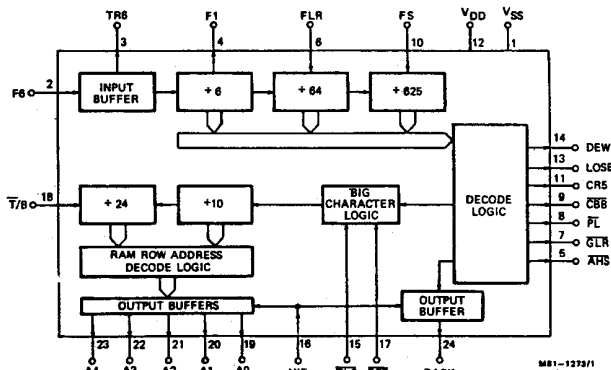 TR6 F1 FLR FS VDD VSS
3 4 6 10 12 1
F6 2 INPUT BUFFER ÷6 ÷64 ÷625
14 DEW
13 LOSE
11 CR5
9 CBB
8 PL
7 GLR
5 AHS
DECODE LOGIC
T/B 18 ÷24 ÷10 BIG CHARACTER LOGIC
RAM ROW ADDRESS DECODE LOGIC
OUTPUT BUFFERS OUTPUT BUFFER
23 22 21 20 19 16 15 17 24
M81-1273/1